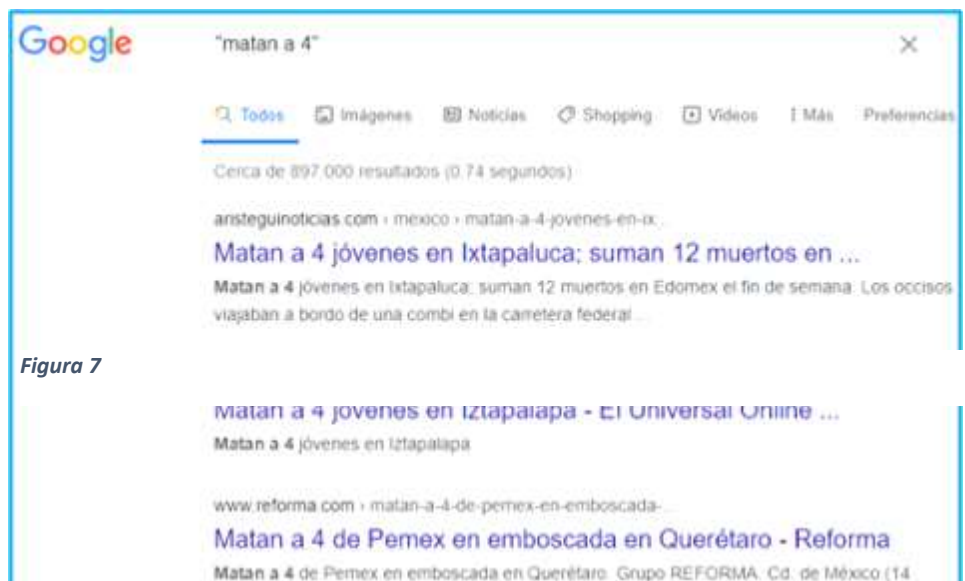 Google "matan a 4"
Todos Imágenes Noticias Shopping Videos Más Preferencias
Cerca de 897 000 resultados (0.74 segundos)
aristeguinoticias.com › mexico › matan-a-4-jovenes-en-ix...
Matan a 4 jóvenes en Ixtapaluca; suman 12 muertos en ...
Matan a 4 jóvenes en Ixtapaluca; suman 12 muertos en Edomex el fin de semana. Los occisos
viajaban a bordo de una combi en la carretera federal ...
Figura 7
Matan a 4 jóvenes en Iztapalapa - El Universal Online ...
Matan a 4 jóvenes en Iztapalapa
www.reforma.com › matan-a-4-de-pemex-en-emboscada-...
Matan a 4 de Pemex en emboscada en Querétaro - Reforma
Matan a 4 de Pemex en emboscada en Querétaro. Grupo REFORMA. Cd. de México (14